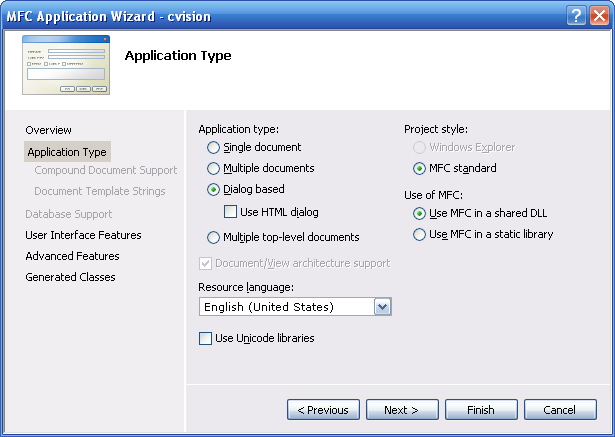 MFC Application Wizard - cvision
Application Type
Overview
Application Type
Compound Document Support
Document Template Strings
Database Support
User Interface Features
Advanced Features
Generated Classes
Application type:
Single document
Multiple documents
Dialog based
Use HTML dialog
Multiple top-level documents
Document/View architecture support
Resource language:
English (United States)
Use Unicode libraries
Project style:
Windows Explorer
MFC standard
Use of MFC:
Use MFC in a shared DLL
Use MFC in a static library
< Previous
Next >
Finish
Cancel